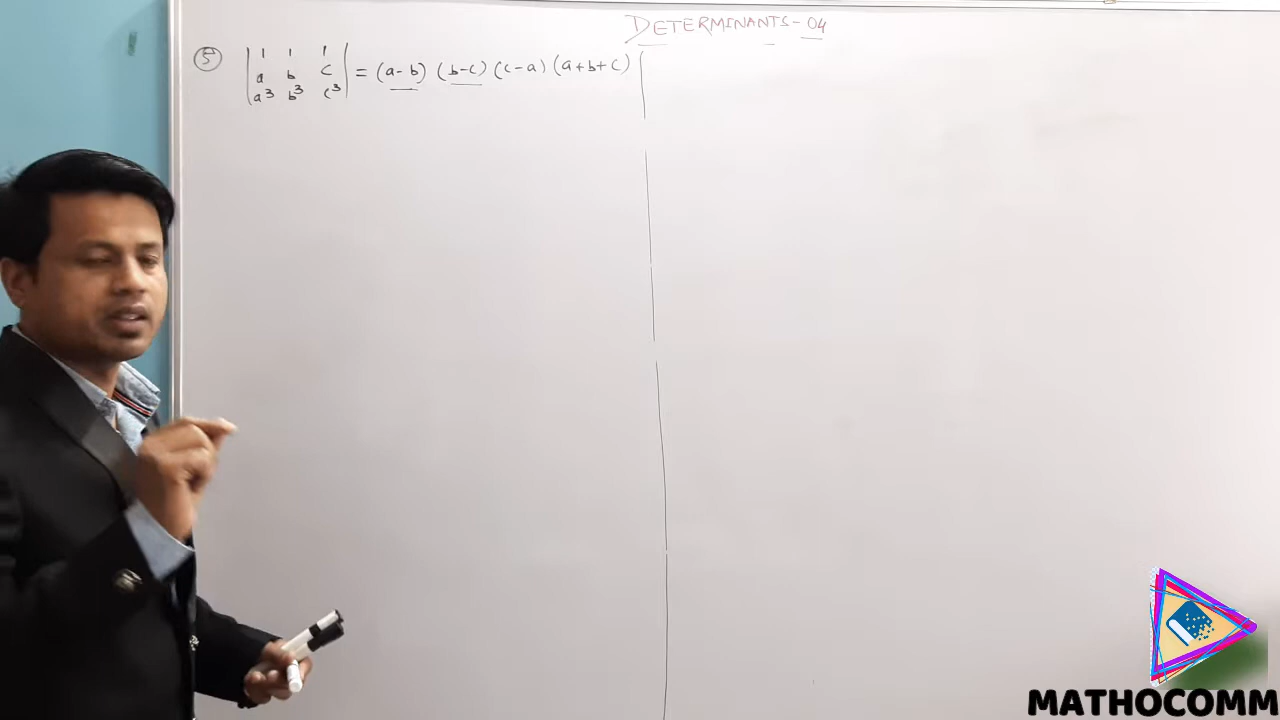 DETERMINANTS-04
5 | 1 1 1 | = (a-b) (b-c) (c-a) (a+b+c)
a b c
a³ b³ c³
MATHOCOMM